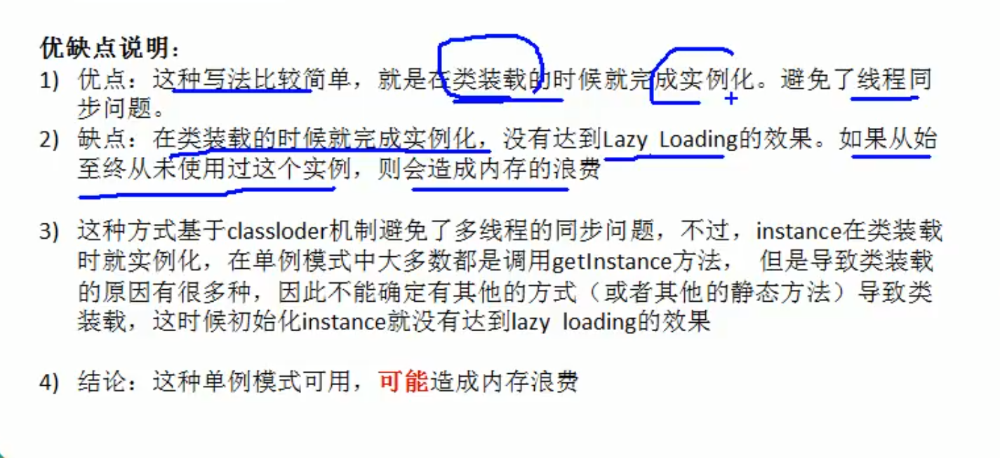 优缺点说明：
1) 优点：这种写法比较简单，就是在类装载的时候就完成实例化。避免了线程同
步问题。
2) 缺点：在类装载的时候就完成实例化，没有达到Lazy Loading的效果。如果从始
至终从未使用过这个实例，则会造成内存的浪费
3) 这种方式基于classloder机制避免了多线程的同步问题，不过，instance在类装载
时就实例化，在单例模式中大多数都是调用getInstance方法， 但是导致类装载
的原因有很多种，因此不能确定有其他的方式（或者其他的静态方法）导致类
装载，这时候初始化instance就没有达到lazy loading的效果
4) 结论：这种单例模式可用，可能造成内存浪费